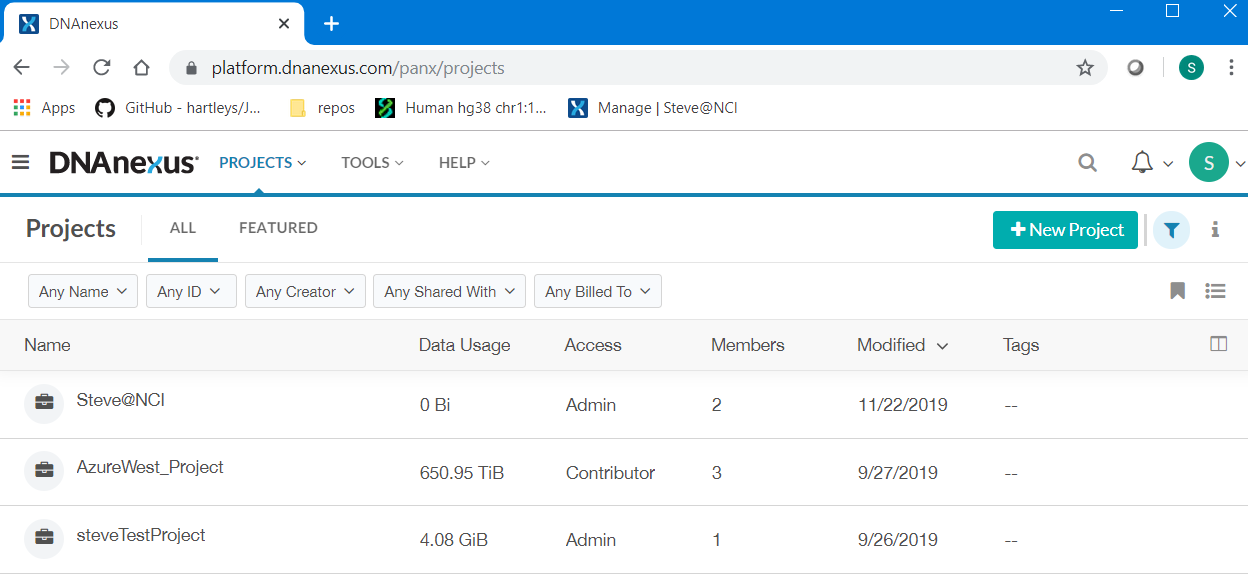 DNAnexus
platform.dnanexus.com/panx/projects
S
Apps GitHub - hartleys/J... repos Human hg38 chr1:1... Manage | Steve@NCI
DNAnexus PROJECTS TOOLS HELP S
Projects ALL FEATURED + New Project
Any Name Any ID Any Creator Any Shared With Any Billed To
Name Data Usage Access Members Modified Tags
Steve@NCI 0 Bi Admin 2 11/22/2019 --
AzureWest_Project 650.95 TiB Contributor 3 9/27/2019 --
steveTestProject 4.08 GiB Admin 1 9/26/2019 --